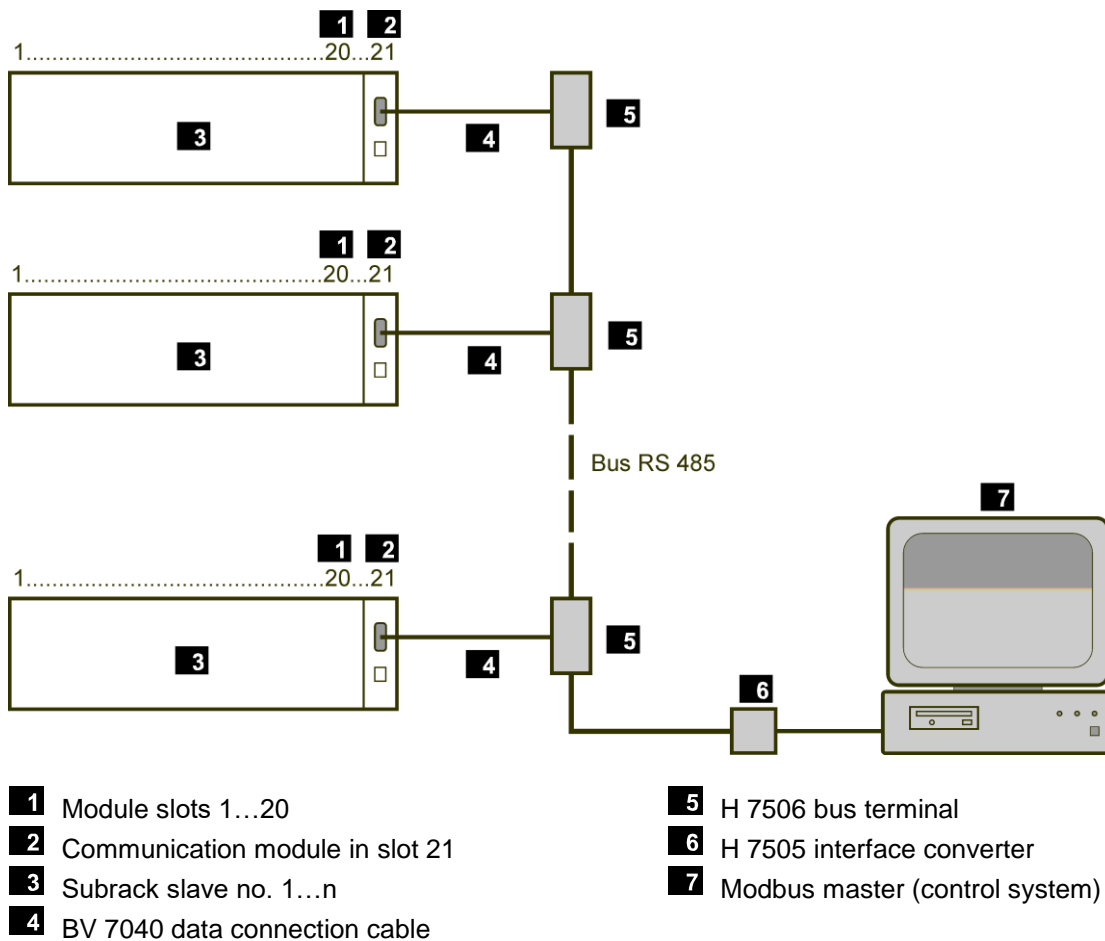 1 2
1.................................................20...21
3
4
5
1 2
1.................................................20...21
3
4
5
Bus RS 485
7
1 2
1.................................................20...21
3
4
5
6
1 Module slots 1…20
2 Communication module in slot 21
3 Subrack slave no. 1…n
4 BV 7040 data connection cable
5 H 7506 bus terminal
6 H 7505 interface converter
7 Modbus master (control system)